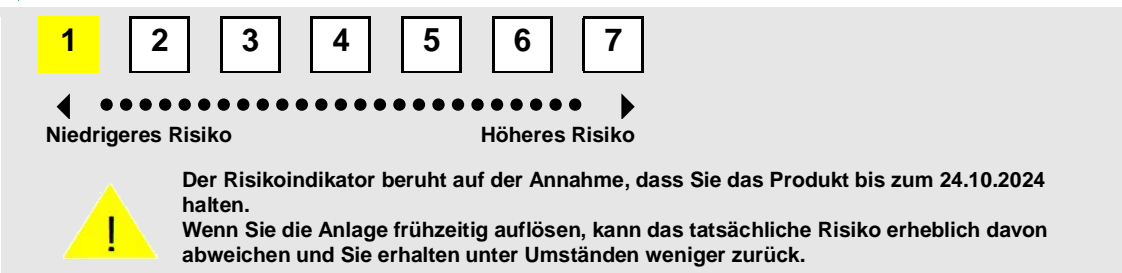 1 2 3 4 5 6 7
Niedrigeres Risiko Höheres Risiko
Der Risikoindikator beruht auf der Annahme, dass Sie das Produkt bis zum 24.10.2024
halten.
Wenn Sie die Anlage frühzeitig auflösen, kann das tatsächliche Risiko erheblich davon
! abweichen und Sie erhalten unter Umständen weniger zurück.